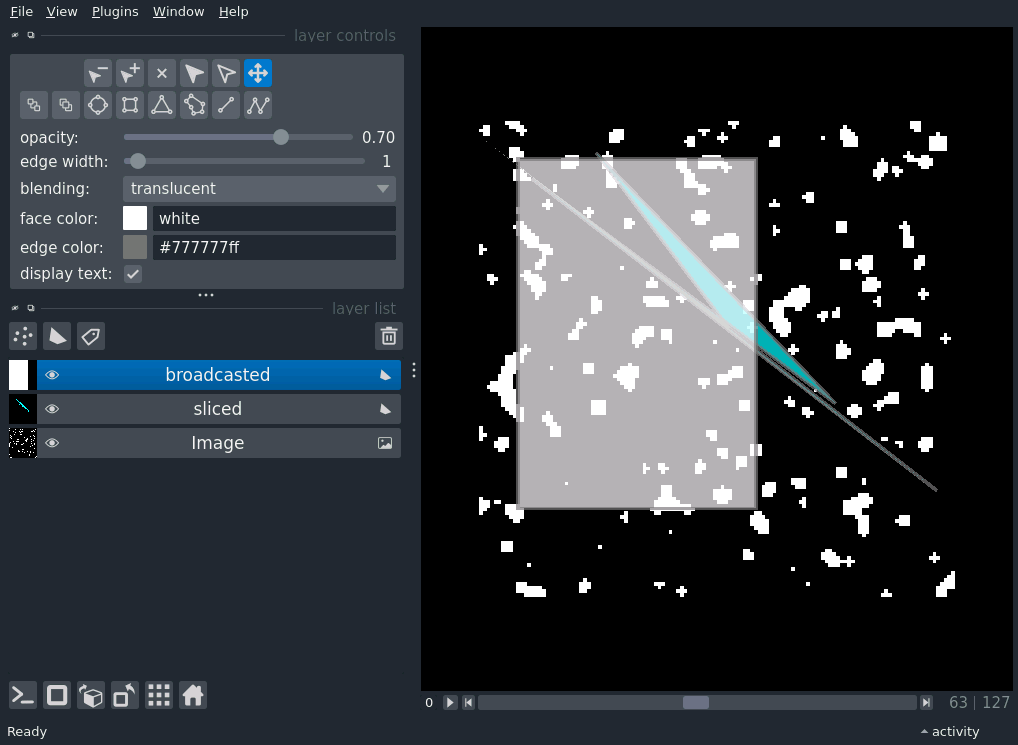 File View Plugins Window Help
layer controls
opacity: 0.70
edge width: 1
blending: translucent
face color: white
edge color: #777777ff
display text:
layer list
broadcasted
sliced
Image
0 63 | 127
Ready activity